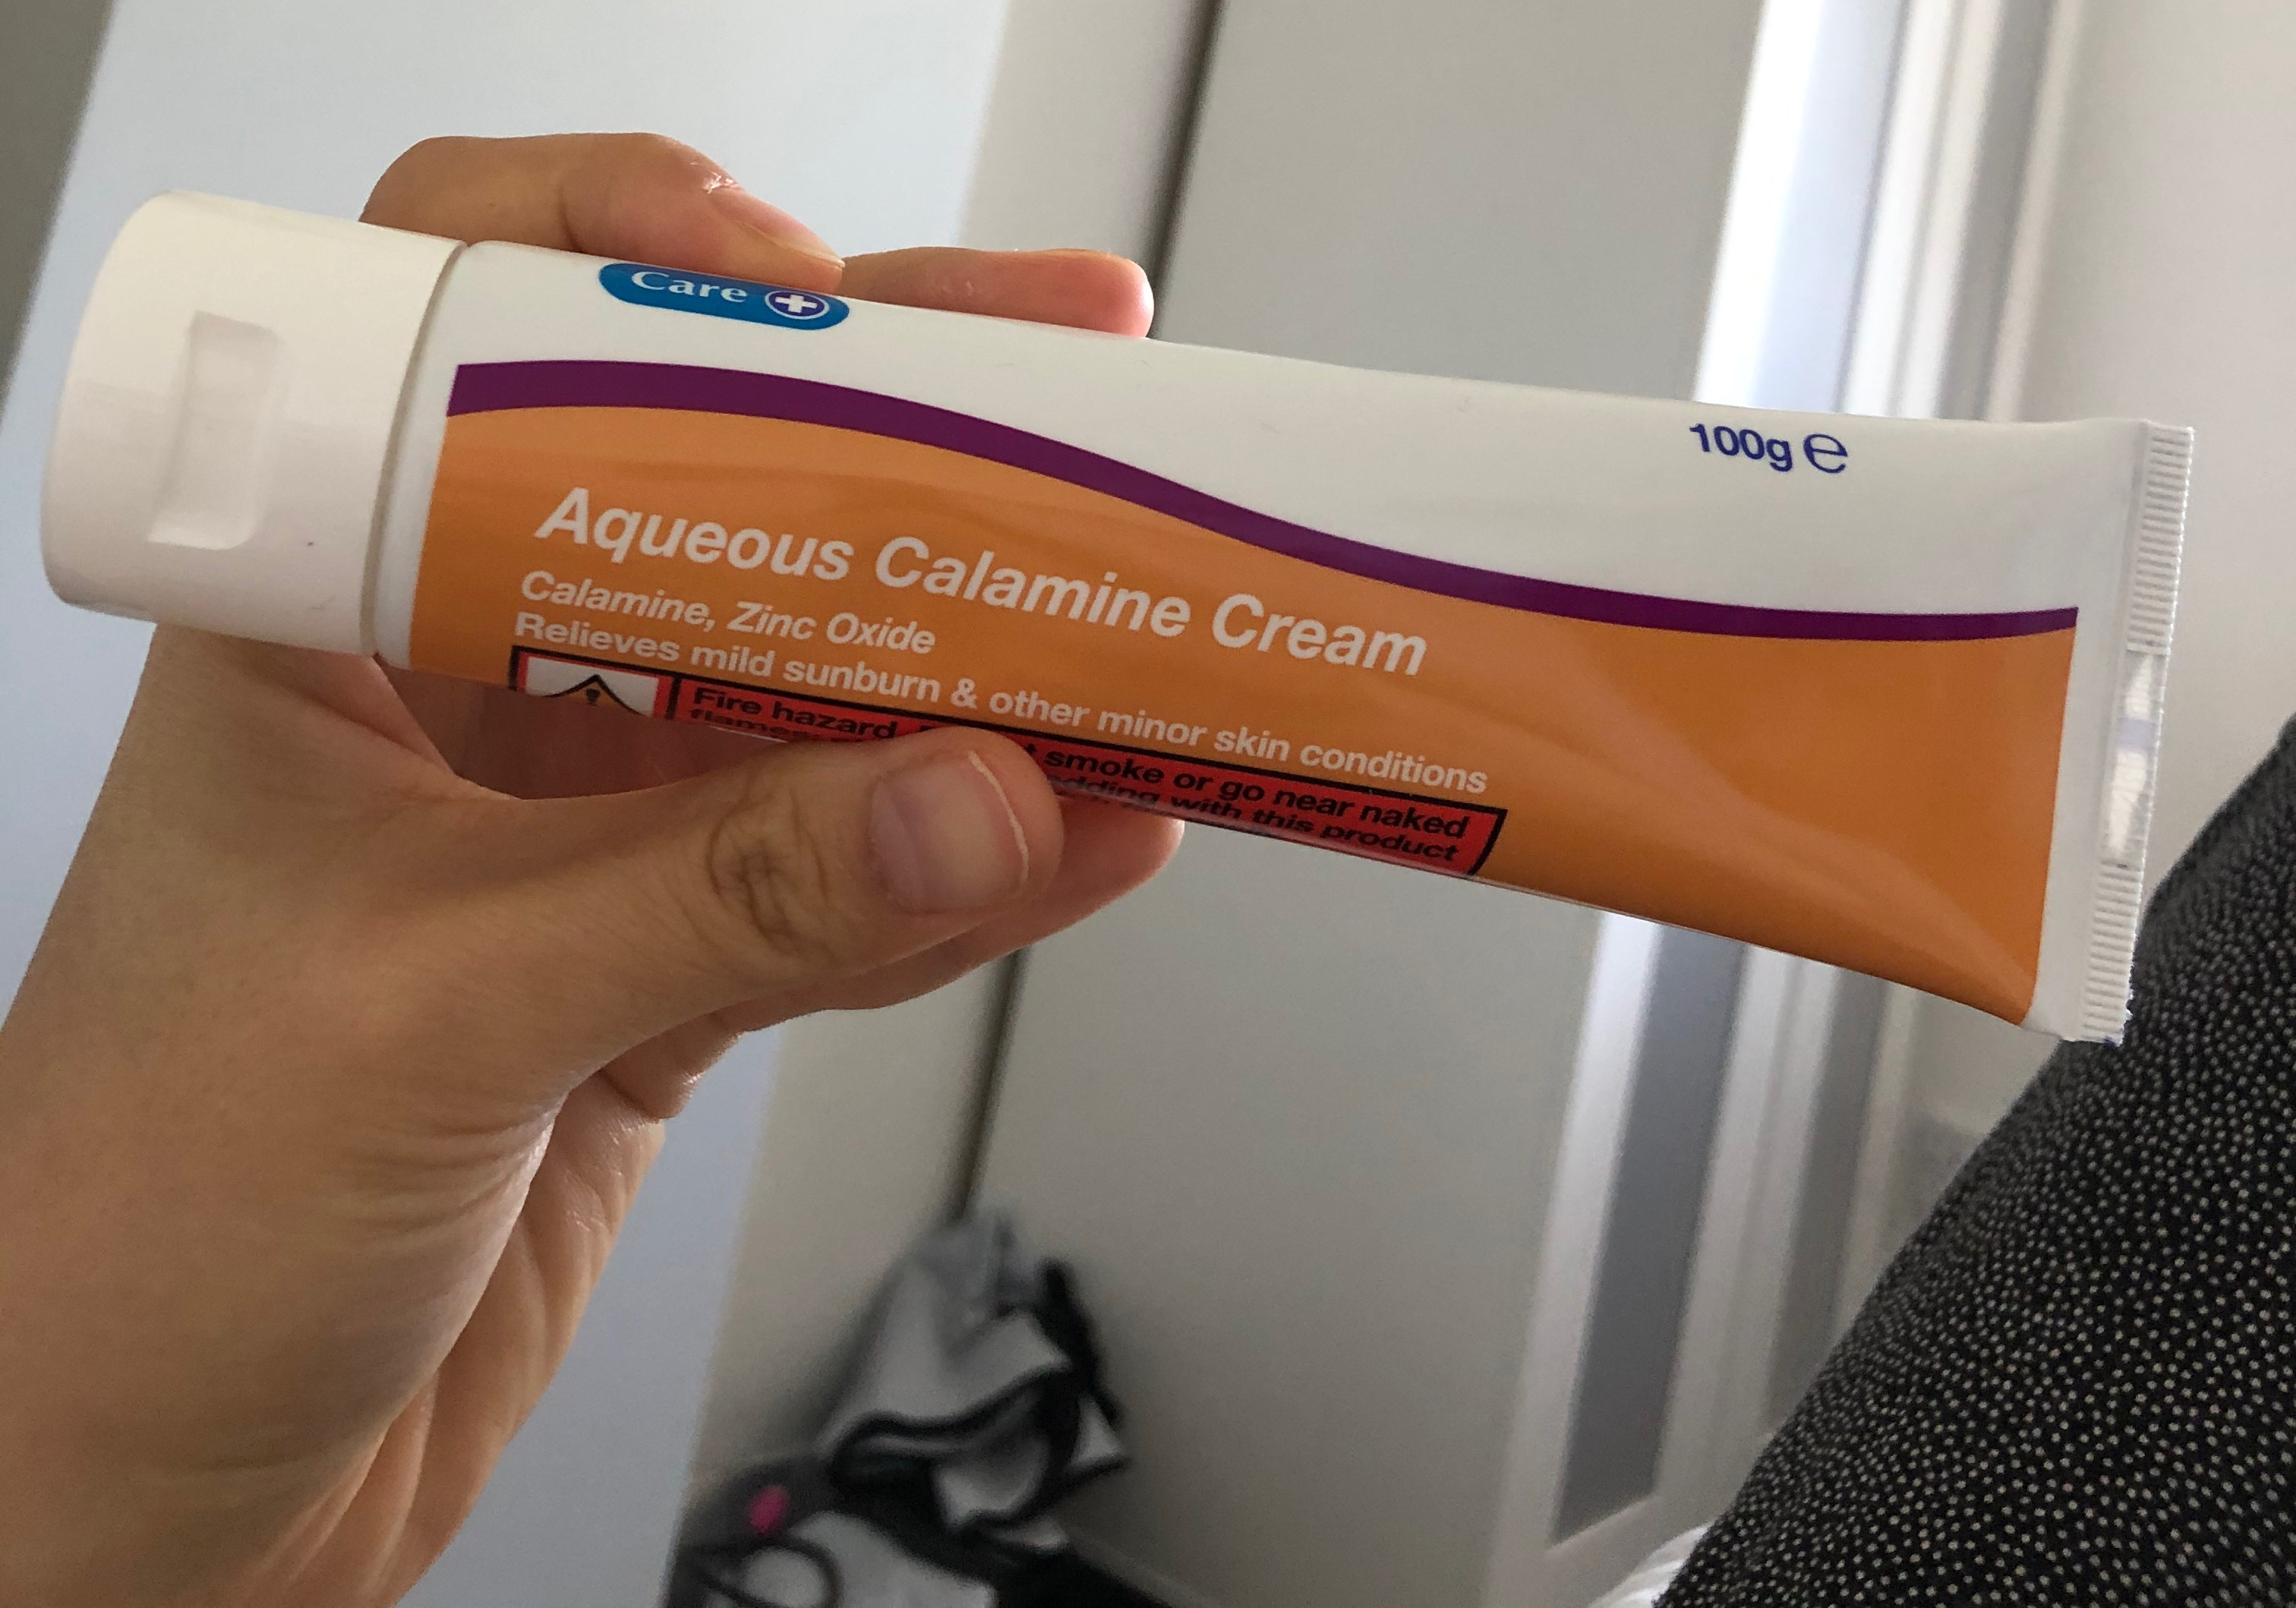 Care
100g ℮
Aqueous Calamine Cream
Calamine, Zinc Oxide
Relieves mild sunburn & other minor skin conditions
Fire hazard. smoke or go near naked
flames with this product